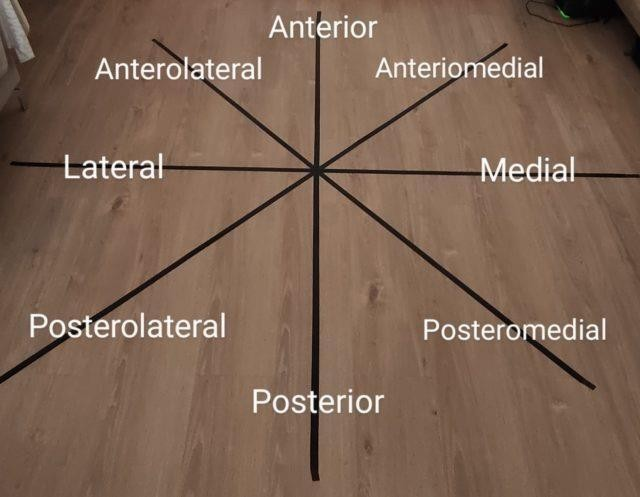 Anterior
Anterolateral
Anteriomedial
Lateral
Medial
Posterolateral
Posteromedial
Posterior